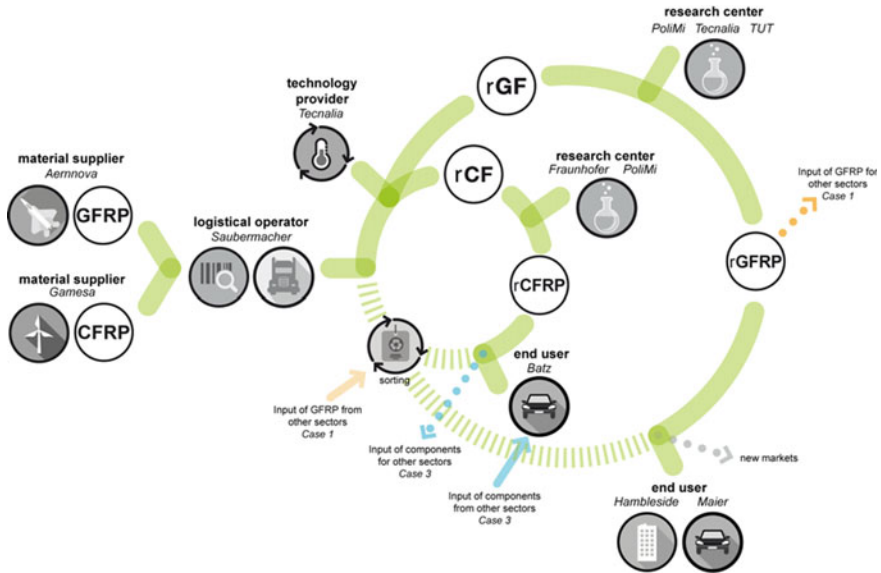 research center
PoliMi Tecnalia TUT
technology
provider
Tecnalia
rGF
material supplier
Aernnova
GFRP
rCF
research center
Fraunhofer PoliMi
Input of GFRP for
other sectors
Case 1
logistical operator
Saubermacher
material supplier
Gamesa
CFRP
rCFRP
rGFRP
sorting
end user
Batz
Input of GFRP from
other sectors
Case 1
Input of components
for other sectors
Case 3
Input of components
from other sectors
Case 3
new markets
end user
Hambleside Maier